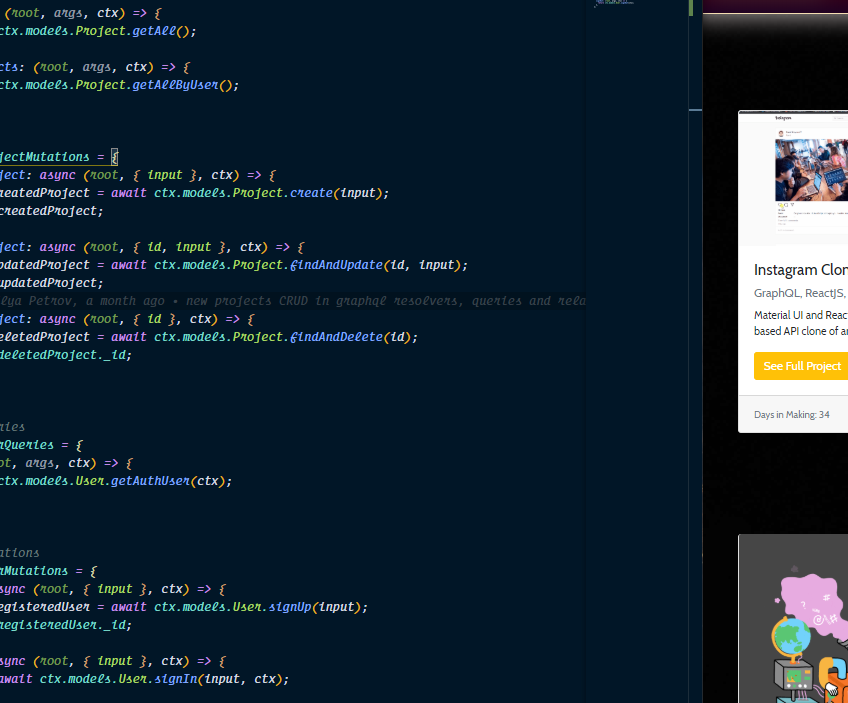 (root, args, ctx) => {
ctx.models.Project.getAll();
cts: (root, args, ctx) => {
ctx.models.Project.getAllByUser();
jectMutations = {
ject: async (root, { input }, ctx) => {
reatedProject = await ctx.models.Project.create(input);
createdProject;
ject: async (root, { id, input }, ctx) => {
pdatedProject = await ctx.models.Project.findAndUpdate(id, input);
updatedProject;
lya Petrov, a month ago • new projects CRUD in graphql resolvers, queries and rela
ject: async (root, { id }, ctx) => {
eletedProject = await ctx.models.Project.findAndDelete(id);
deletedProject._id;
ries
rQueries = {
ot, args, ctx) => {
ctx.models.User.getAuthUser(ctx);
ations
rMutations = {
sync (root, { input }, ctx) => {
egisteredUser = await ctx.models.User.signUp(input);
registeredUser._id;
sync (root, { input }, ctx) => {
await ctx.models.User.signIn(input, ctx);
Instagram Clon
GraphQL, ReactJS,
Material UI and Reac
based API clone of an
See Full Project
Days in Making: 34